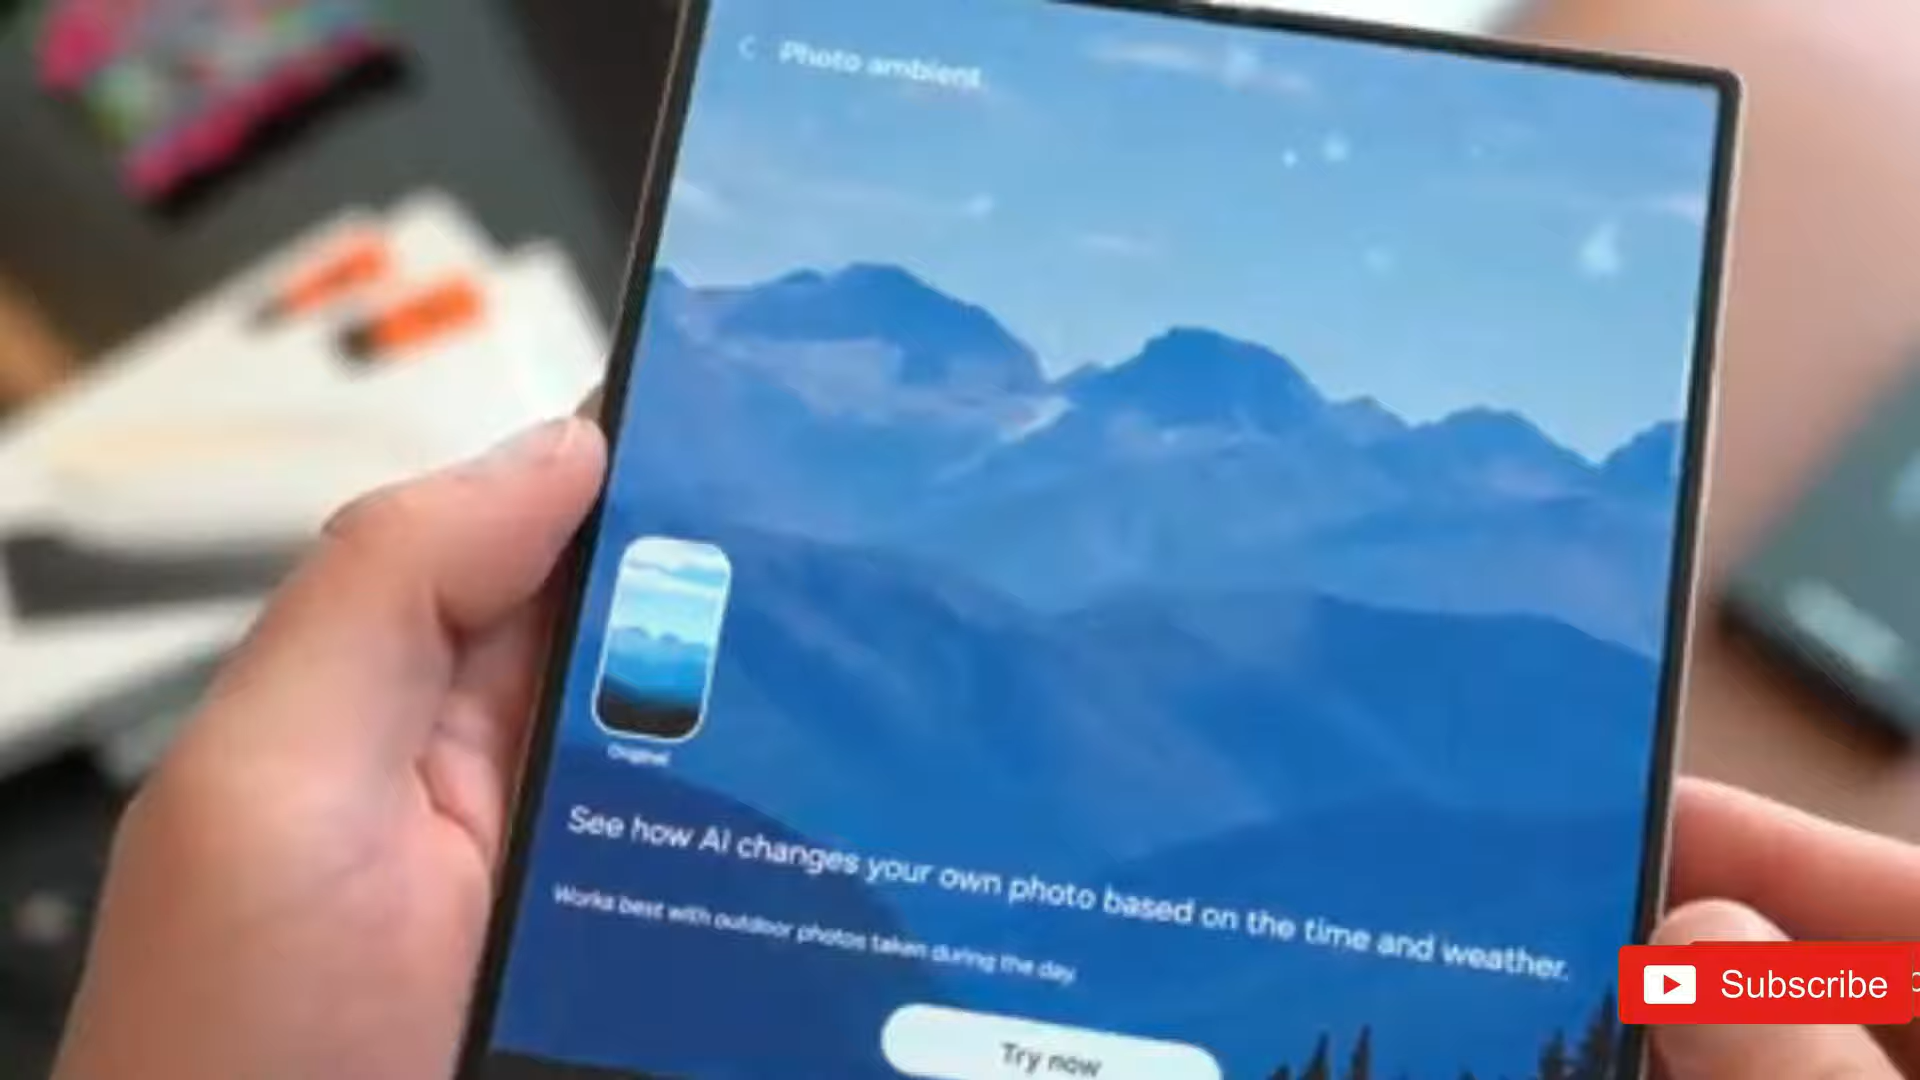 Photo ambient
Original
See how AI changes your own photo based on the time and weather.
Works best with outdoor photos taken during the day.
Try now
Subscribe